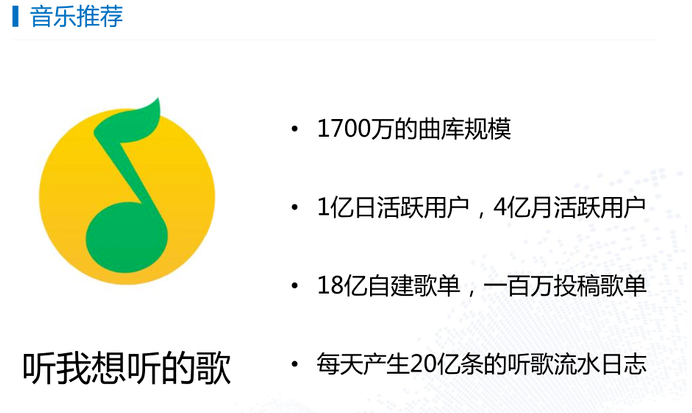 音乐推荐
• 1700万的曲库规模
• 1亿日活跃用户，4亿月活跃用户
• 18亿自建歌单，一百万投稿歌单
• 每天产生20亿条的听歌流水日志
听我想听的歌